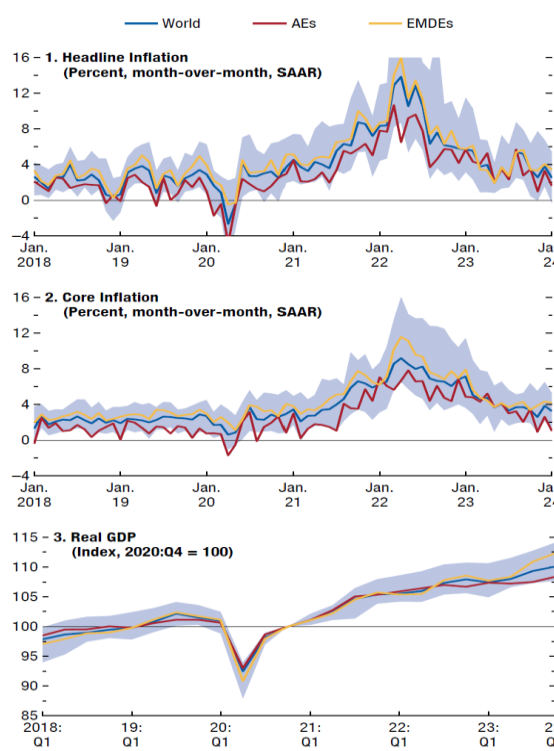 World AEs EMDEs
1. Headline Inflation
(Percent, month-over-month, SAAR)
16
12
8
4
0
−4
Jan. Jan. Jan. Jan. Jan. Jan. Jan.
2018 19 20 21 22 23 24
2. Core Inflation
(Percent, month-over-month, SAAR)
16
12
8
4
0
−4
Jan. Jan. Jan. Jan. Jan. Jan. Jan.
2018 19 20 21 22 23 24
3. Real GDP
(Index, 2020:Q4 = 100)
115
110
105
100
95
90
85
2018: 19: 20: 21: 22: 23:
Q1 Q1 Q1 Q1 Q1 Q1